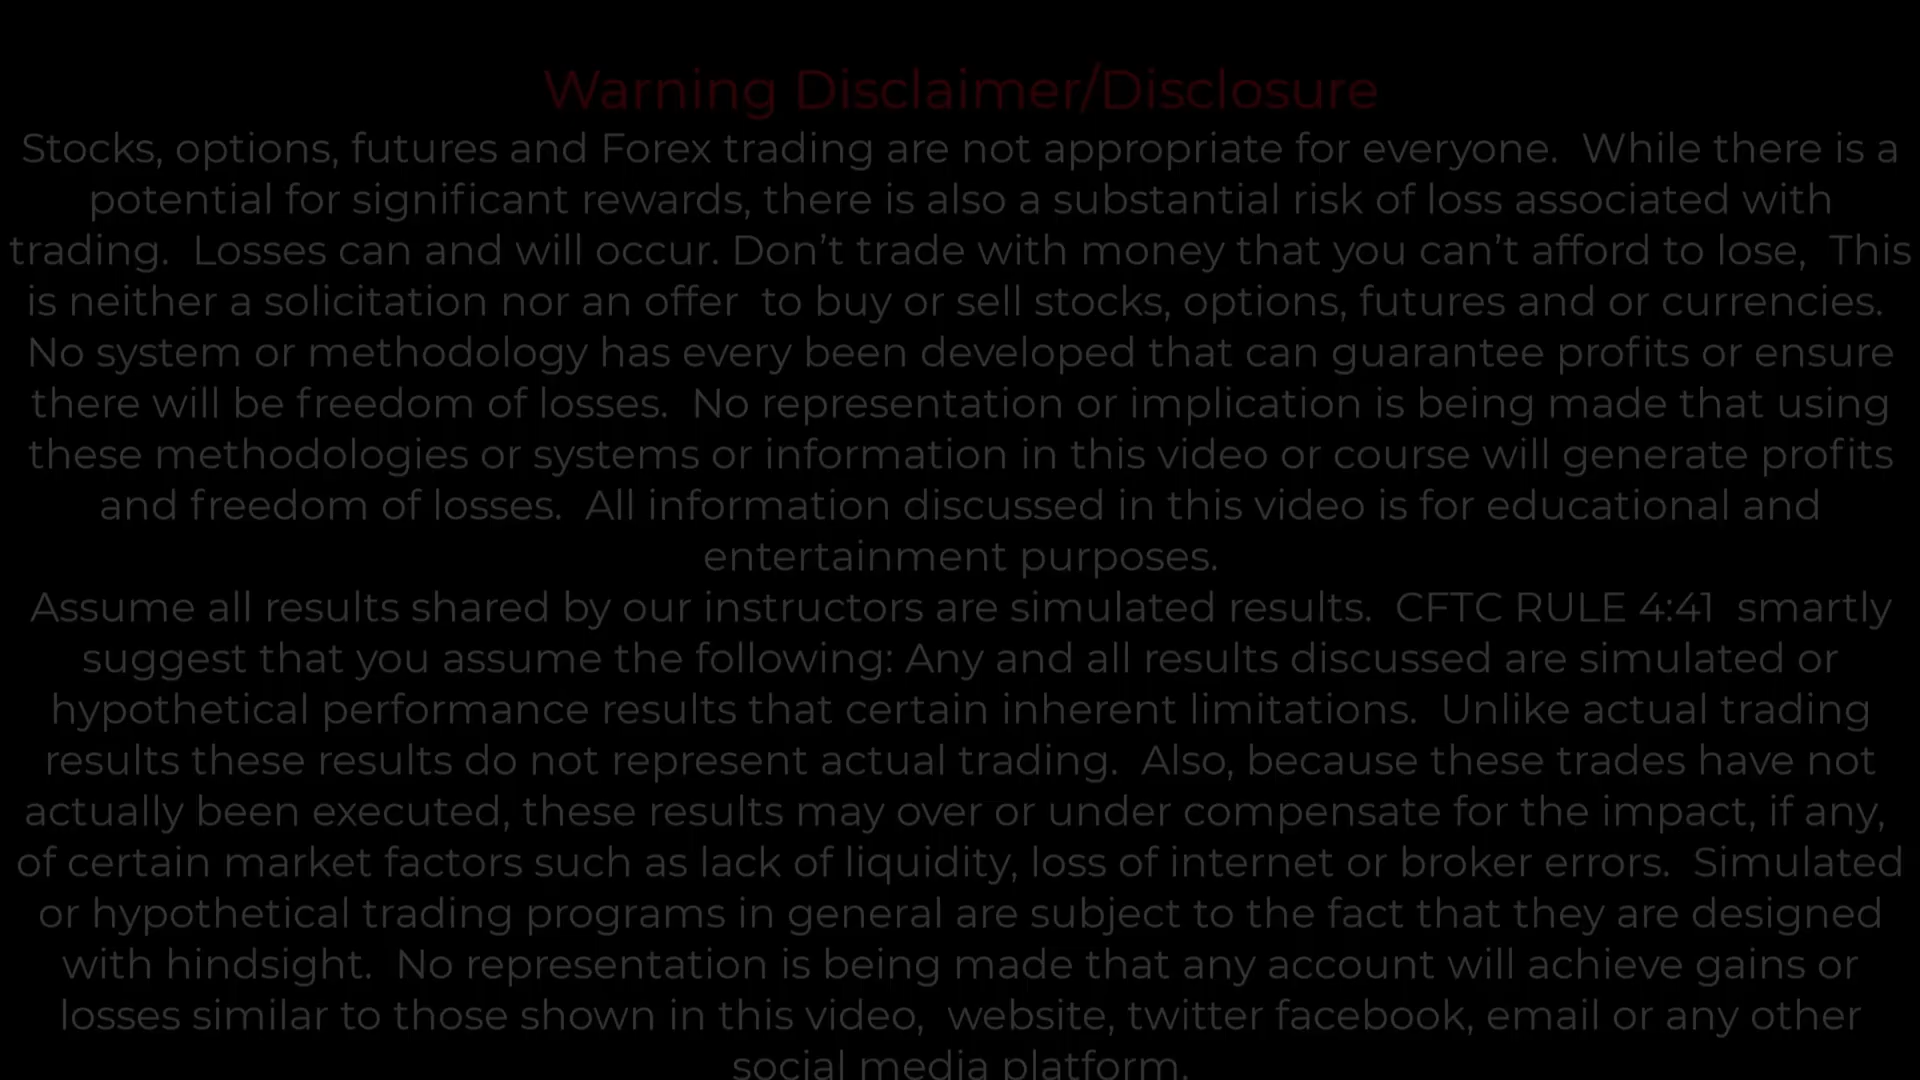 Warning Disclaimer/Disclosure
Stocks, options, futures and Forex trading are not appropriate for everyone.  While there is a
potential for significant rewards, there is also a substantial risk of loss associated with
trading.  Losses can and will occur. Don’t trade with money that you can’t afford to lose,  This
is neither a solicitation nor an offer  to buy or sell stocks, options, futures and or currencies.
No system or methodology has every been developed that can guarantee profits or ensure
there will be freedom of losses.  No representation or implication is being made that using
these methodologies or systems or information in this video or course will generate profits
and freedom of losses.  All information discussed in this video is for educational and
entertainment purposes.
Assume all results shared by our instructors are simulated results.  CFTC RULE 4:41  smartly
suggest that you assume the following: Any and all results discussed are simulated or
hypothetical performance results that certain inherent limitations.  Unlike actual trading
results these results do not represent actual trading.  Also, because these trades have not
actually been executed, these results may over or under compensate for the impact, if any,
of certain market factors such as lack of liquidity, loss of internet or broker errors.  Simulated
or hypothetical trading programs in general are subject to the fact that they are designed
with hindsight.  No representation is being made that any account will achieve gains or
losses similar to those shown in this video,  website, twitter facebook, email or any other
social media platform.